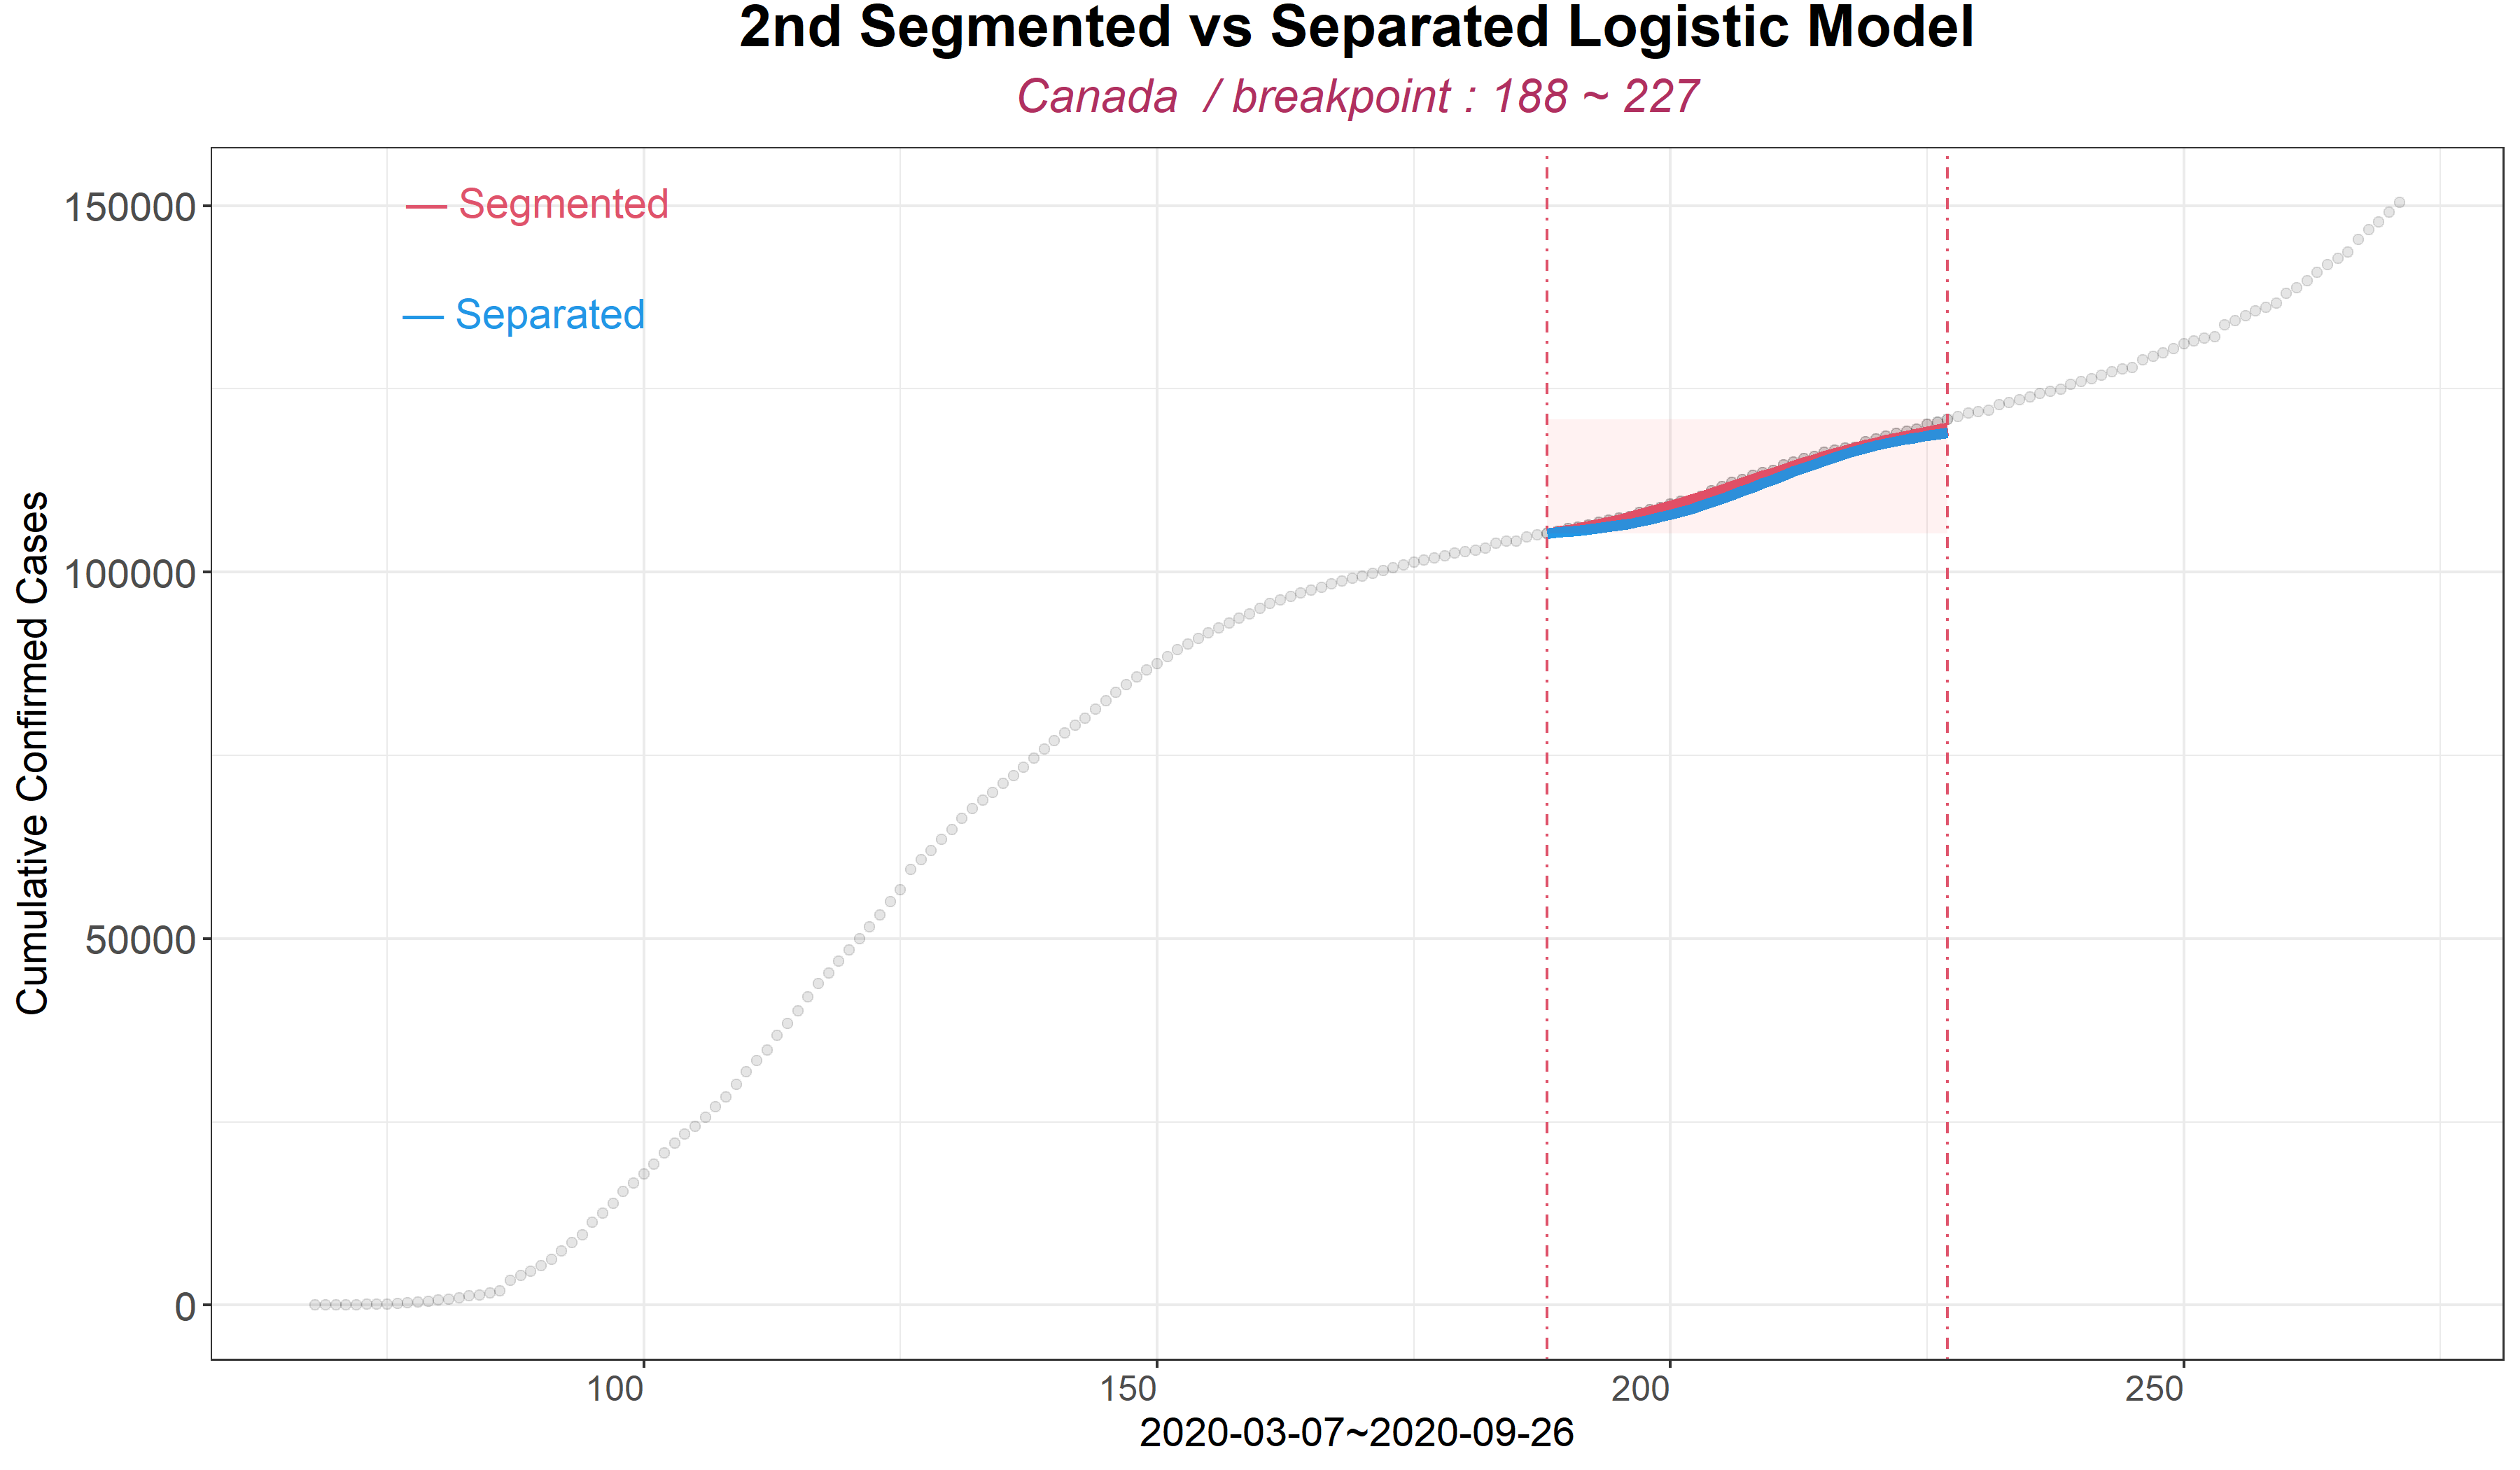 2nd Segmented vs Separated Logistic Model
Canada / breakpoint : 188 ~ 227
— Segmented
— Separated
Cumulative Confirmed Cases
150000
100000
50000
0
100 150 200 250
2020-03-07~2020-09-26